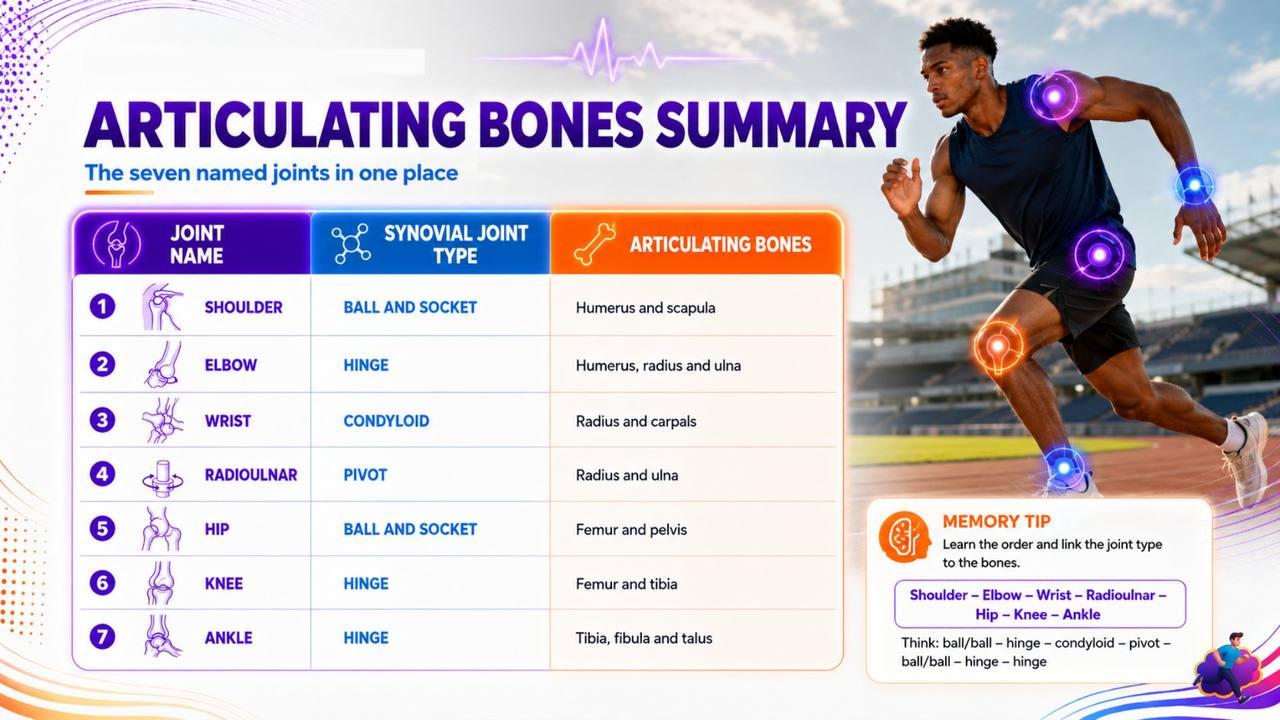 ARTICULATING BONES SUMMARY
The seven named joints in one place
JOINT NAME
SYNOVIAL JOINT TYPE
ARTICULATING BONES
1 SHOULDER BALL AND SOCKET Humerus and scapula
2 ELBOW HINGE Humerus, radius and ulna
3 WRIST CONDYLOID Radius and carpals
4 RADIOULNAR PIVOT Radius and ulna
5 HIP BALL AND SOCKET Femur and pelvis
6 KNEE HINGE Femur and tibia
7 ANKLE HINGE Tibia, fibula and talus
MEMORY TIP
Learn the order and link the joint type
to the bones.
Shoulder – Elbow – Wrist – Radioulnar –
Hip – Knee – Ankle
Think: ball/ball – hinge – condyloid – pivot –
ball/ball – hinge – hinge